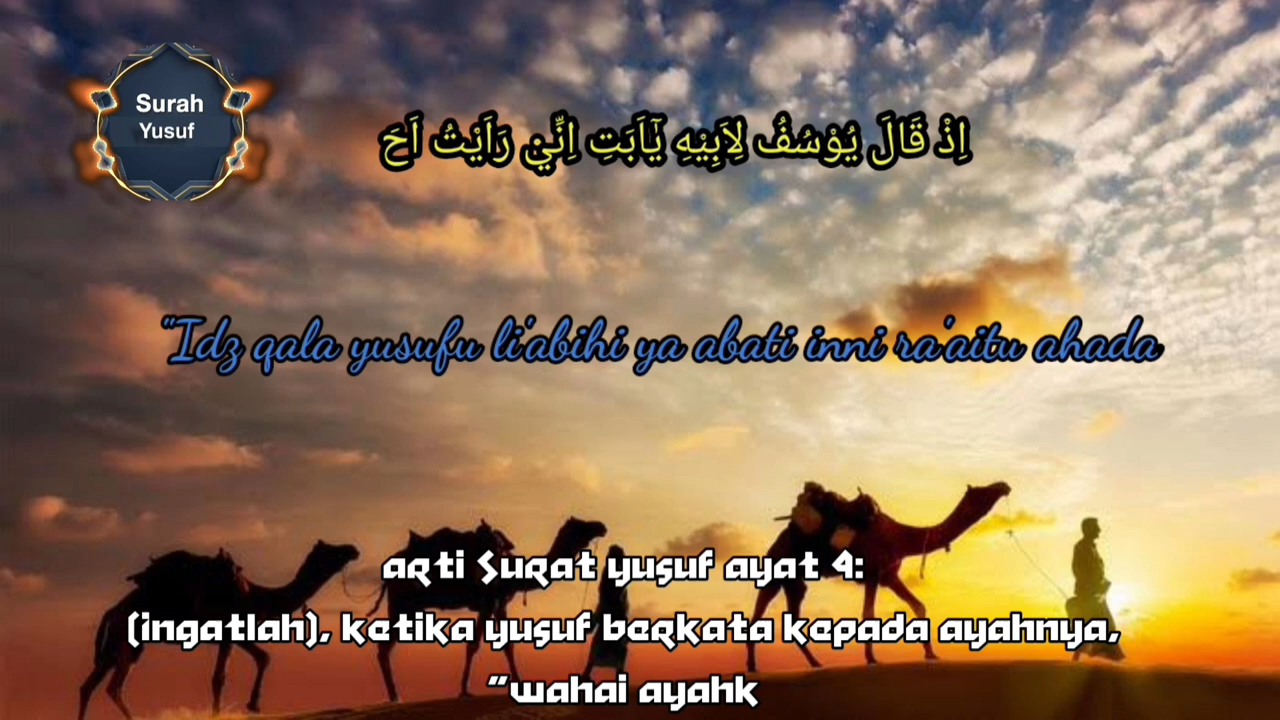 Surah
Yusuf
اِذْ قَالَ يُوْسُفُ لِاَبِيْهِ يٰٓاَبَتِ اِنِّيْ رَاَيْتُ اَحَ
"Idz qala yusufu li'abihi ya abati inni ra'aitu ahada
arti Surat yusuf ayat 4:
(ingatlah), ketika yusuf berkata kepada ayahnya,
"wahai ayahk